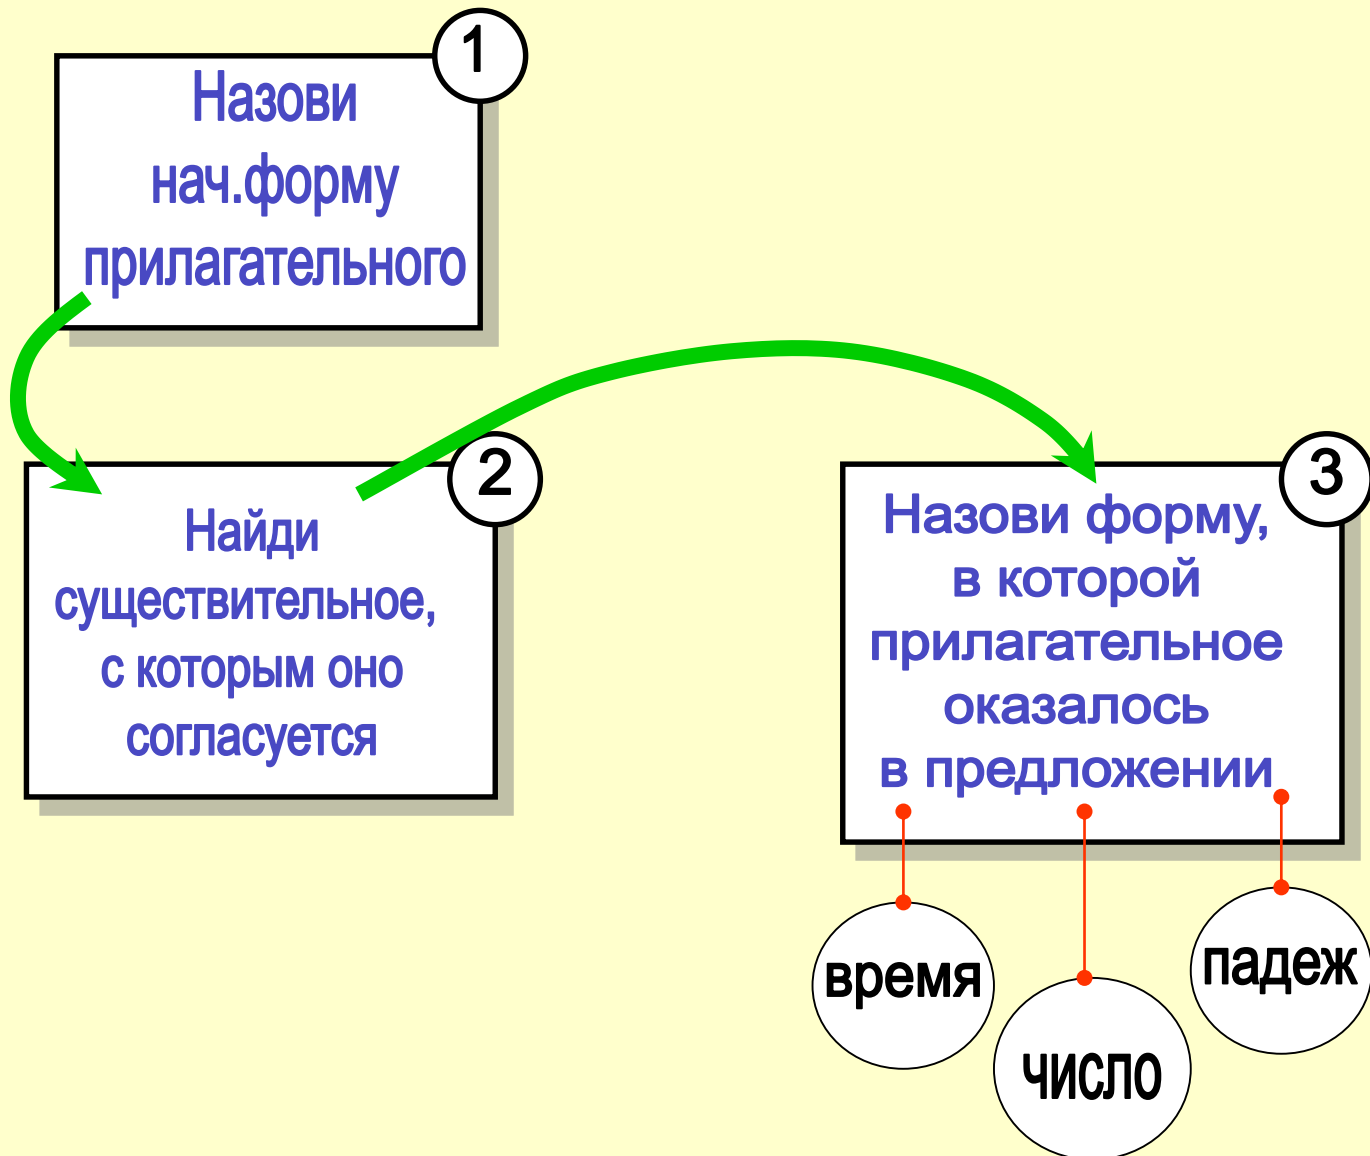 1
Назови
нач.форму
прилагательного
2
Найди
существительное,
с которым оно
согласуется
3
Назови форму,
в которой
прилагательное
оказалось
в предложении
время
число
падеж